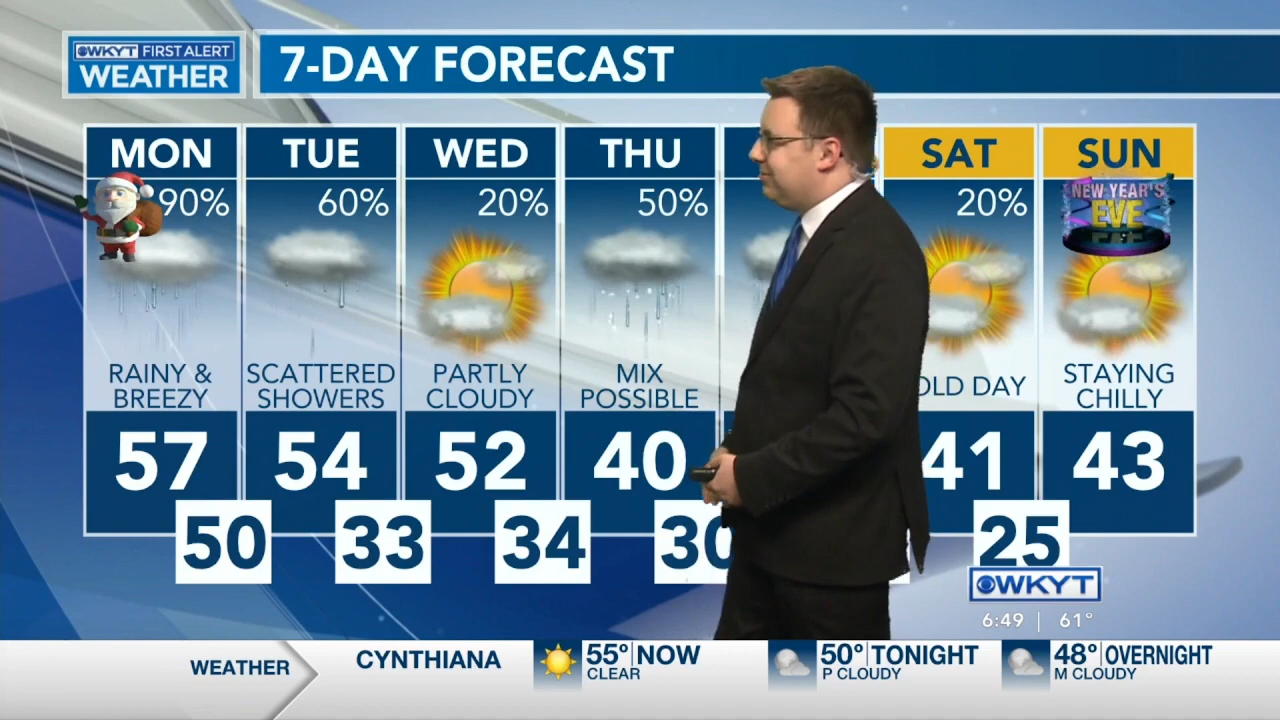 WKYT FIRST ALERT
WEATHER
7-DAY FORECAST
MON TUE WED THU SAT SUN
90% 60% 20% 50% 20%
NEW YEAR'S
EVE
RAINY &
BREEZY
SCATTERED
SHOWERS
PARTLY
CLOUDY
MIX
POSSIBLE
OLD DAY
STAYING
CHILLY
57 54 52 40 41 43
50 33 34 30 25
WKYT
6:49 | 61°
WEATHER
CYNTHIANA
55° NOW
CLEAR
50° TONIGHT
P CLOUDY
48° OVERNIGHT
M CLOUDY